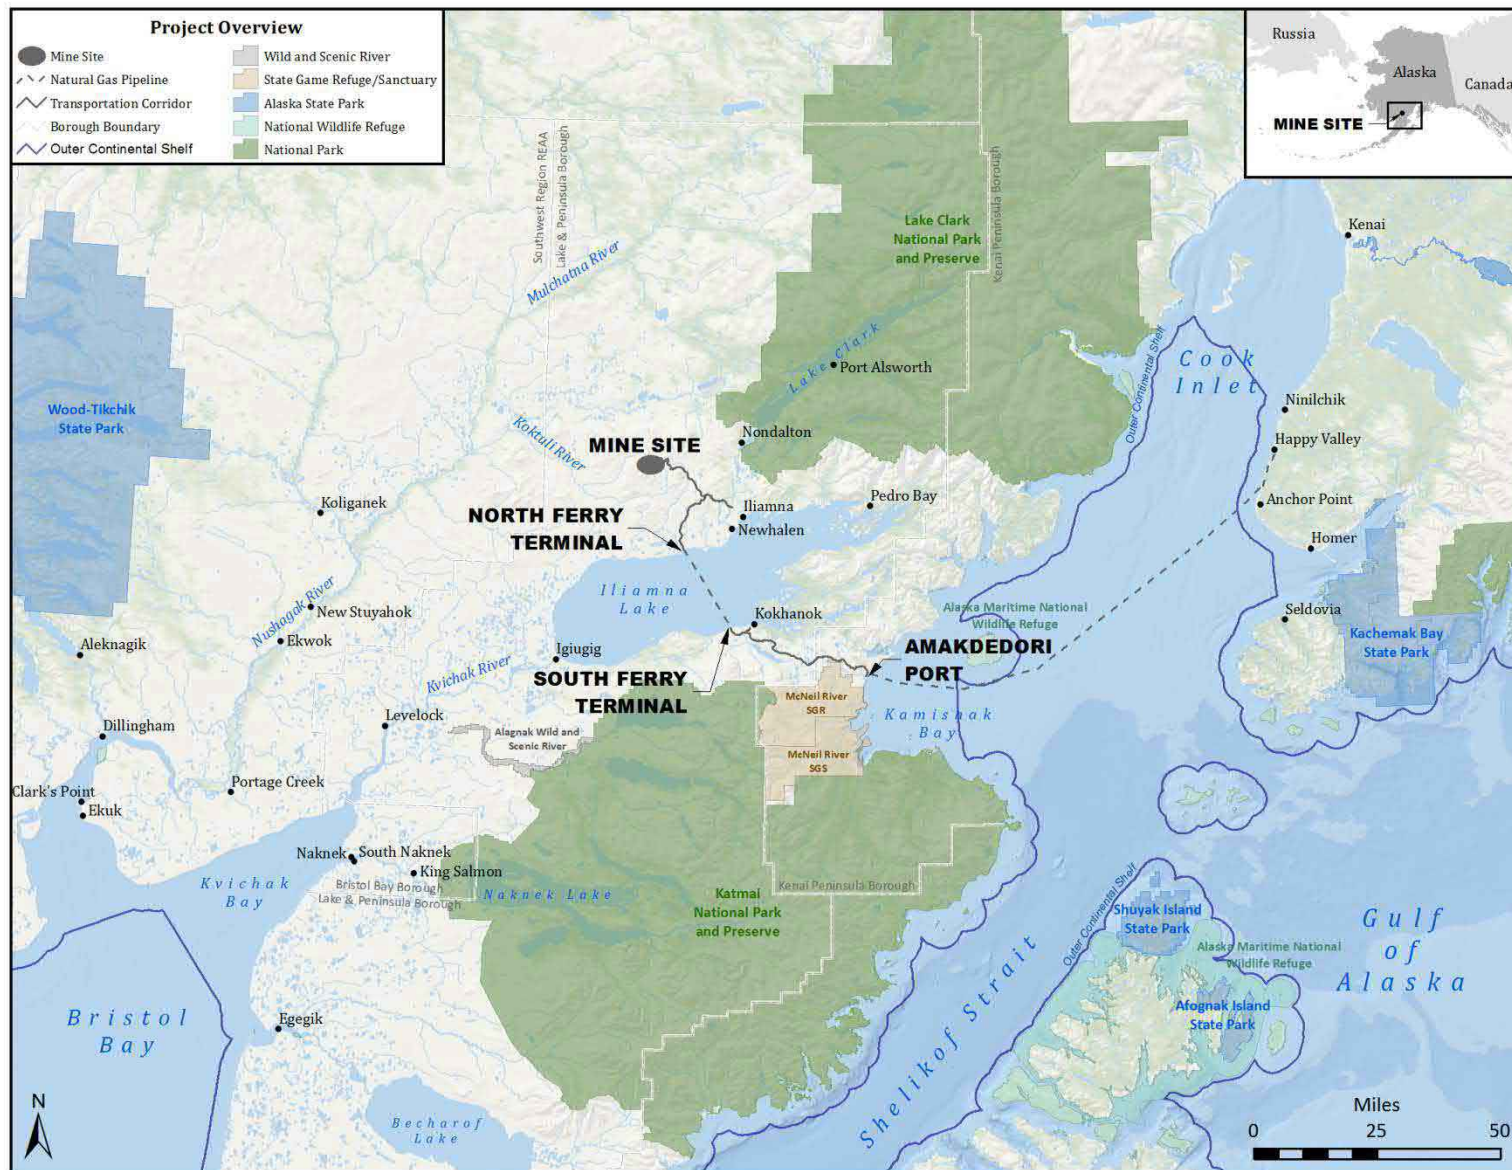 Project Overview
Mine Site
Natural Gas Pipeline
Transportation Corridor
Borough Boundary
Outer Continental Shelf
Wild and Scenic River
State Game Refuge/Sanctuary
Alaska State Park
National Wildlife Refuge
National Park
Russia
Alaska
Canada
MINE SITE
Southwest Region REAA
Lake & Peninsula Borough
Mulchatna River
Lake Clark
National Park
and Preserve
Kenai Peninsula Borough
Kenai
Lake Clark
Port Alsworth
Outer Continental Shelf
Cook
Inlet
Ninilchik
Happy Valley
Anchor Point
Homer
Seldovia
Kachemak Bay
State Park
Wood-Tikchik
State Park
Koktuli River
MINE SITE
Nondalton
Koliganek
NORTH FERRY
TERMINAL
Iliamna
Newhalen
Pedro Bay
Iliamna
Lake
Nushagak River
New Stuyahok
Ekwok
Aleknagik
Kvichak River
Igiugig
Kokhanok
SOUTH FERRY
TERMINAL
AMAKDEDORI
PORT
Alaska Maritime National
Wildlife Refuge
McNeil River
SGR
McNeil River
SGS
Kamishak
Bay
Dillingham
Levelock
Alagnak Wild and
Scenic River
Portage Creek
Clark's Point
Ekuk
Naknek
South Naknek
King Salmon
Kvichak
Bay
Bristol Bay Borough
Lake & Peninsula Borough
Naknek Lake
Katmai
National Park
and Preserve
Kenai Peninsula Borough
Outer Continental Shelf
Shuyak Island
State Park
Alaska Maritime National
Wildlife Refuge
Afognak Island
State Park
Gulf
of
Alaska
Shelikof Strait
Bristol
Bay
Egegik
Becharof
Lake
N
Miles
0 25 50